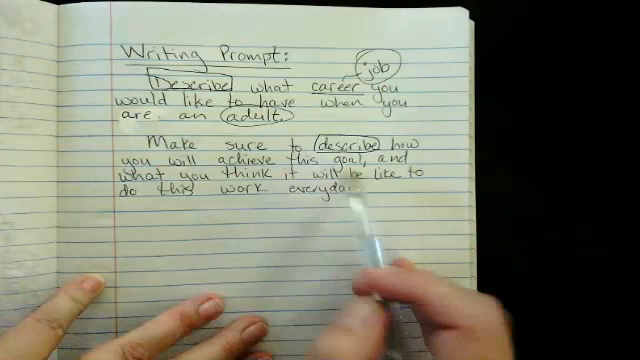 Writing Prompt:
job
Describe what career you
would like to have when you
are an adult.
Make sure to describe how
you will achieve this goal, and
what you think it will be like to
do this work